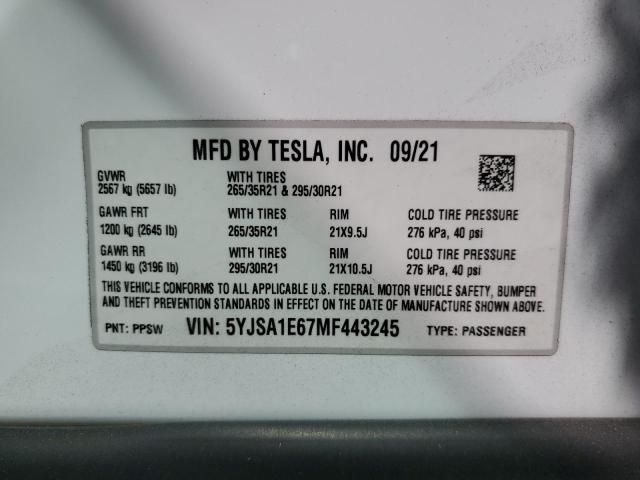 MFD BY TESLA, INC. 09/21
GVWR WITH TIRES
2567 kg (5657 lb) 265/35R21 & 295/30R21
GAWR FRT WITH TIRES RIM COLD TIRE PRESSURE
1200 kg (2645 lb) 265/35R21 21X9.5J 276 kPa, 40 psi
GAWR RR WITH TIRES RIM COLD TIRE PRESSURE
1450 kg (3196 lb) 295/30R21 21X10.5J 276 kPa, 40 psi
THIS VEHICLE CONFORMS TO ALL APPLICABLE U.S. FEDERAL MOTOR VEHICLE SAFETY, BUMPER
AND THEFT PREVENTION STANDARDS IN EFFECT ON THE DATE OF MANUFACTURE SHOWN ABOVE.
PNT: PPSW VIN: 5YJSA1E67MF443245 TYPE: PASSENGER